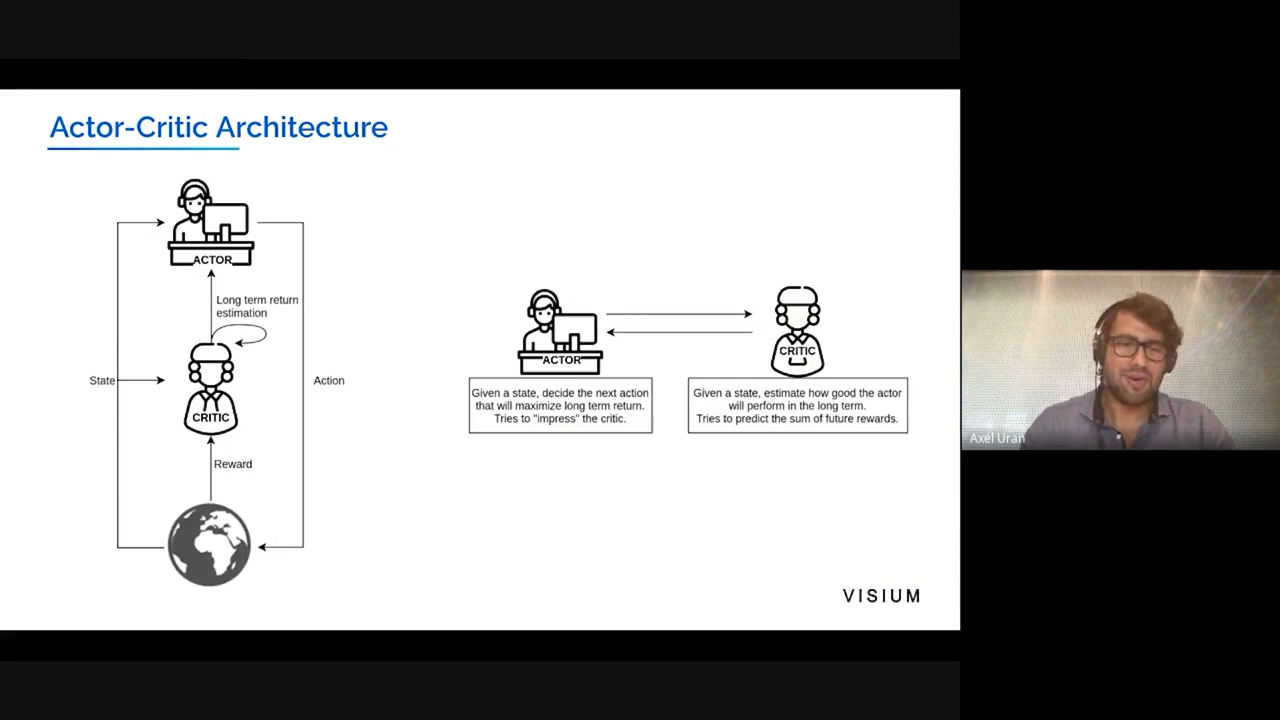 Actor-Critic Architecture
ACTOR
Long term return
estimation
State
CRITIC
Action
Reward
ACTOR
CRITIC
Given a state, decide the next action
that will maximize long term return.
Tries to "impress" the critic.
Given a state, estimate how good the actor
will perform in the long term.
Tries to predict the sum of future rewards.
VISIUM
Axel Uran